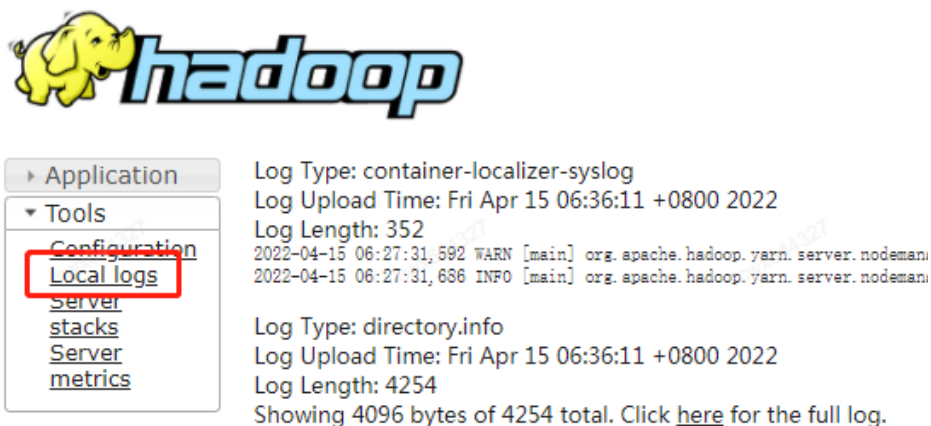 hadoop
Application
Tools
Configuration
Local logs
Server
stacks
Server
metrics
Log Type: container-localizer-syslog
Log Upload Time: Fri Apr 15 06:36:11 +0800 2022
Log Length: 352
2022-04-15 06:27:31,592 WARN [main] org.apache.hadoop.yarn.server.nodemana
2022-04-15 06:27:31,686 INFO [main] org.apache.hadoop.yarn.server.nodemana
Log Type: directory.info
Log Upload Time: Fri Apr 15 06:36:11 +0800 2022
Log Length: 4254
Showing 4096 bytes of 4254 total. Click here for the full log.